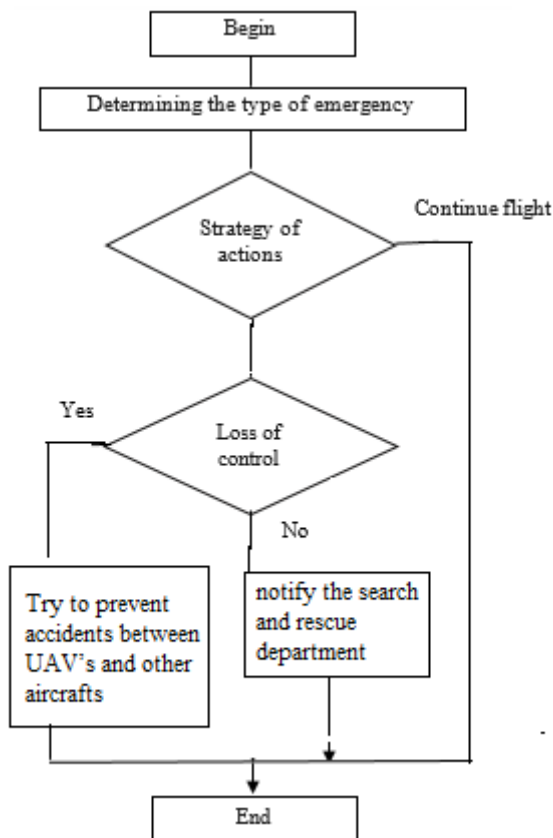 Begin
Determining the type of emergency
Continue flight
Strategy of
actions
Yes
Loss of
control
No
Try to prevent
accidents between
UAV's and other
aircrafts
notify the search
and rescue
department
End